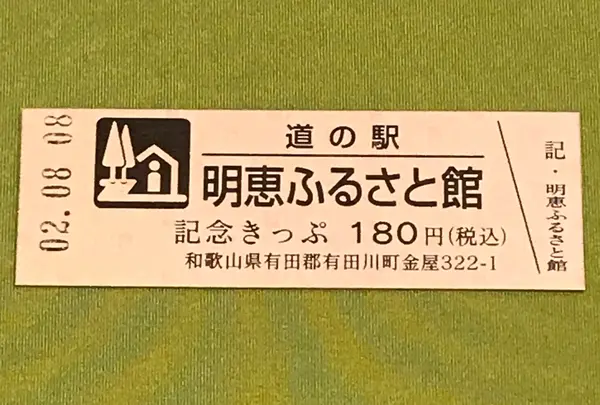 02.08 08
道の駅
明恵ふるさと館
記念きっぷ 180円(税込)
和歌山県有田郡有田川町金屋322-1
記・明恵ふるさと館